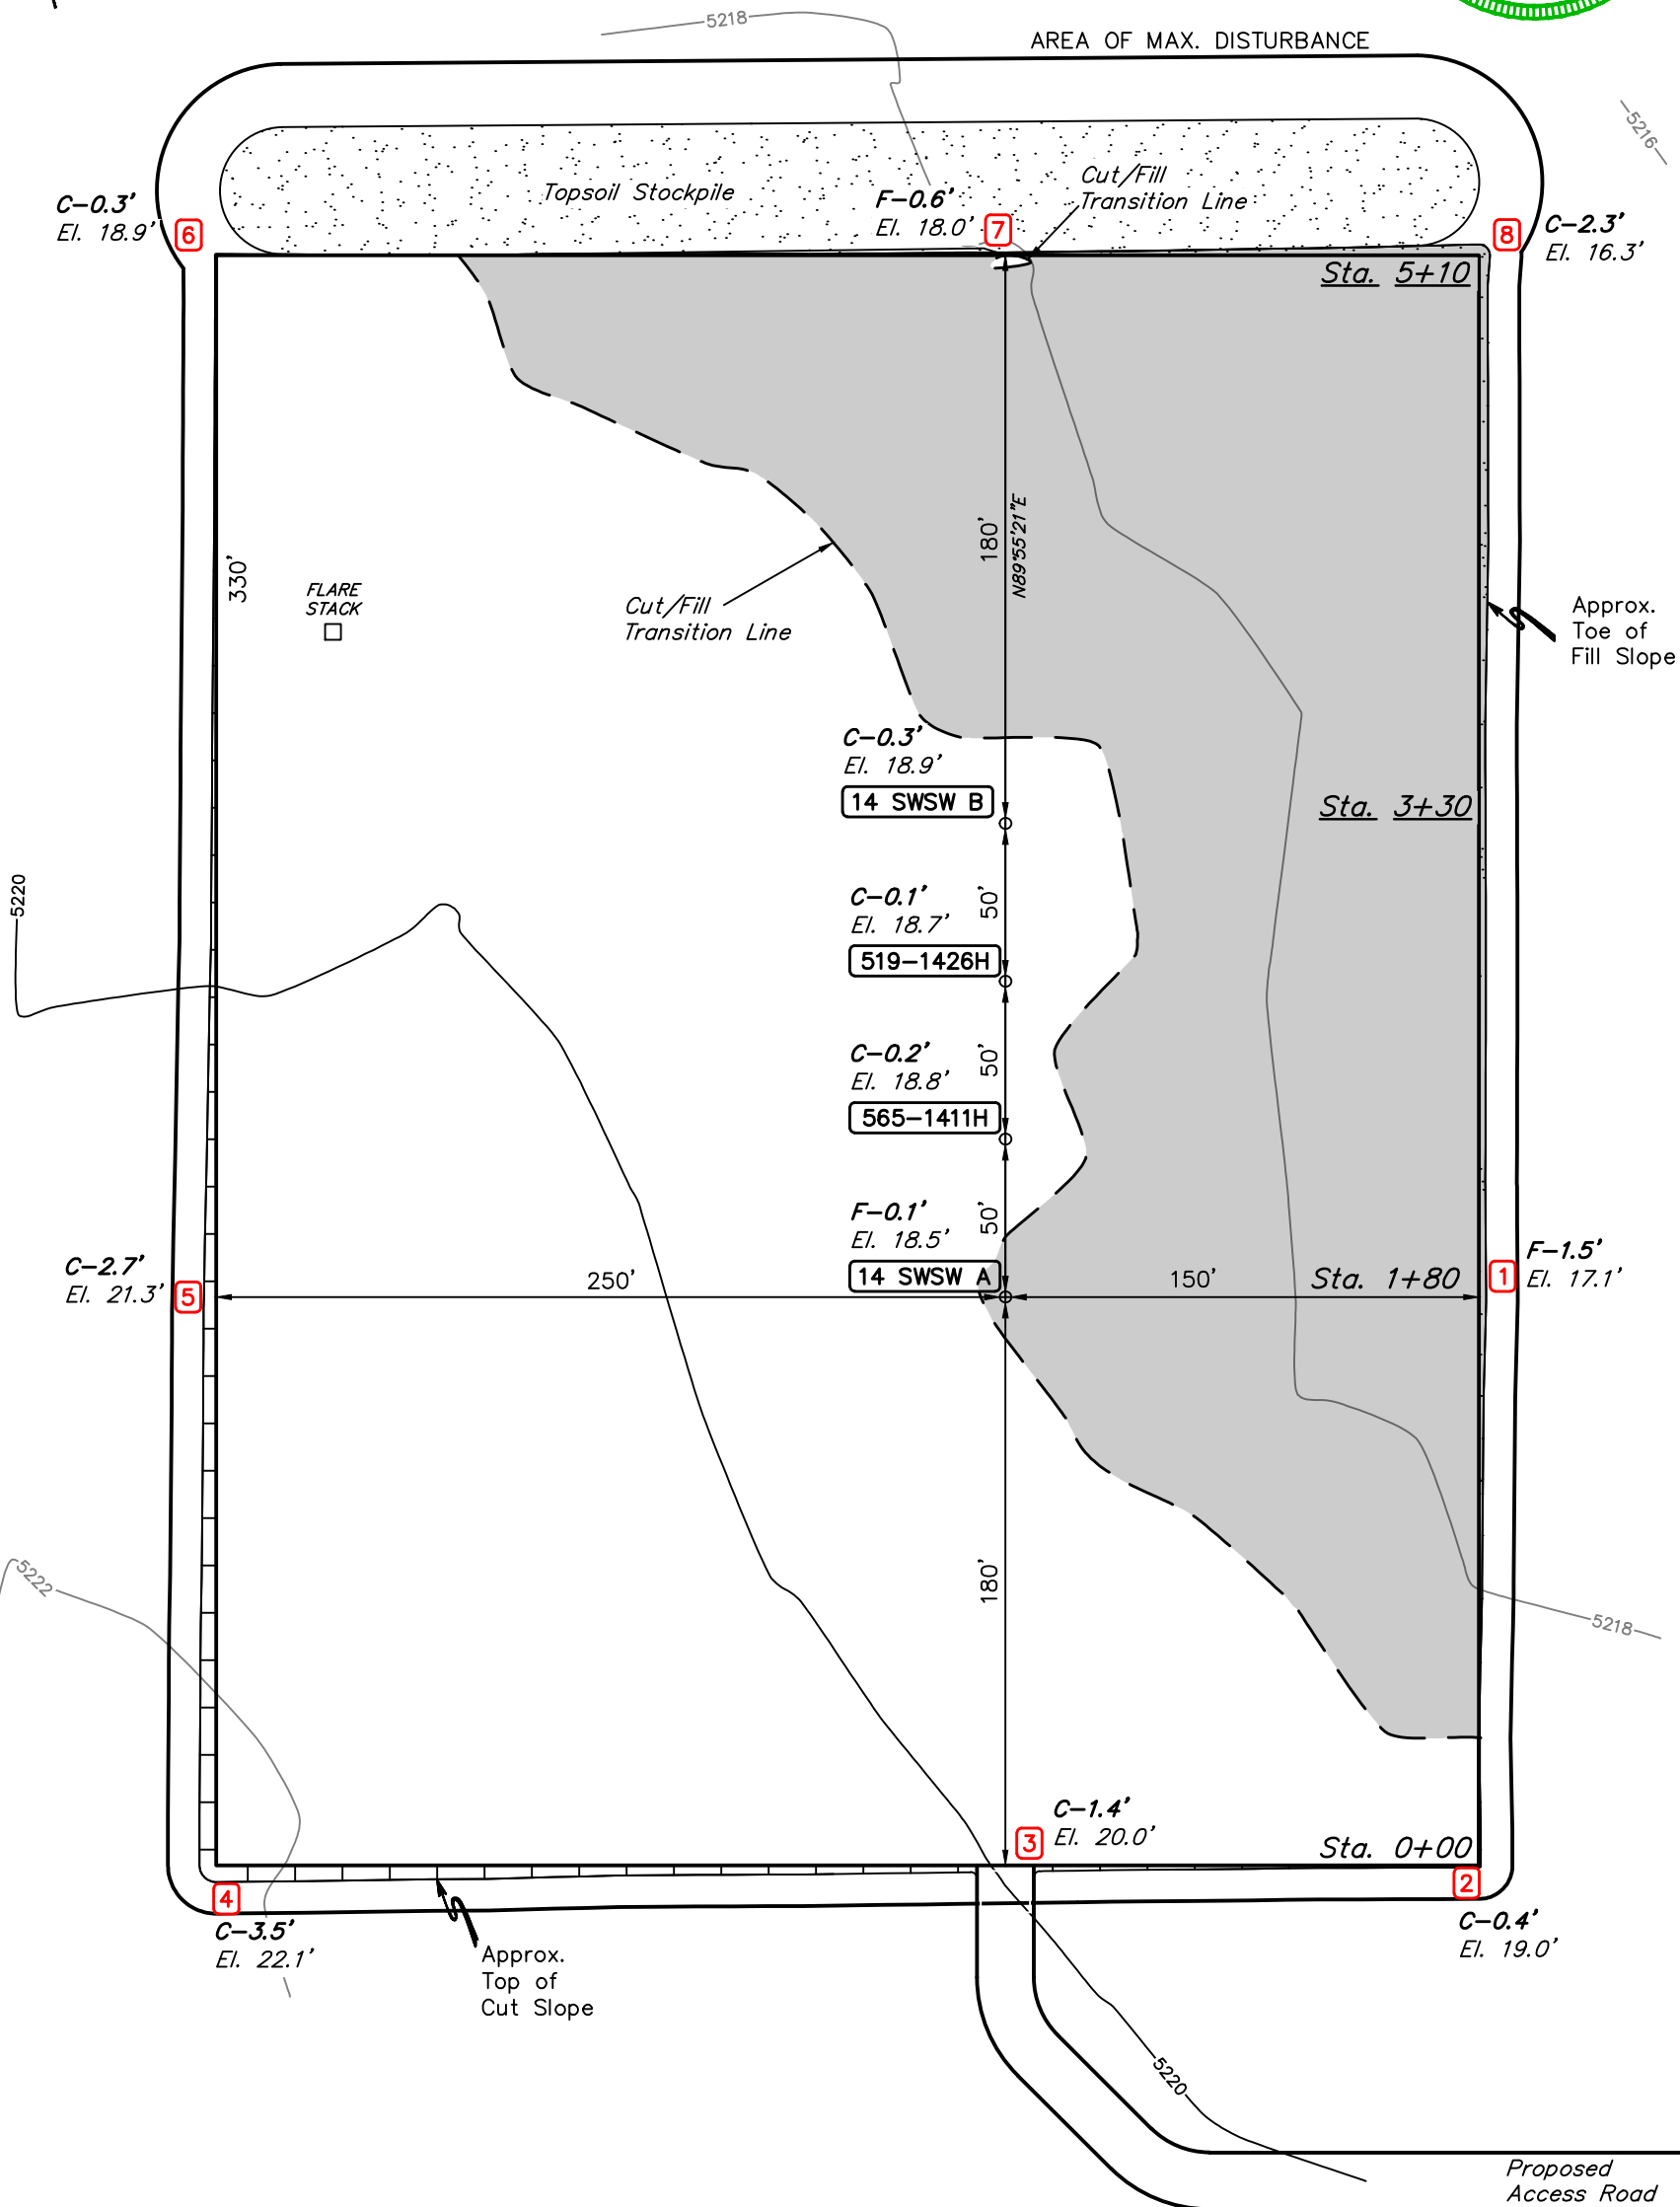 5218
AREA OF MAX. DISTURBANCE
5216
Topsoil Stockpile
Cut/Fill
Transition Line
C-0.3'
El. 18.9'
6
F-0.6'
El. 18.0'
7
8
C-2.3'
El. 16.3'
Sta. 5+10
180'
N89°55'21"E
330'
FLARE
STACK
Cut/Fill
Transition Line
Approx.
Toe of
Fill Slope
C-0.3'
El. 18.9'
14 SWSW B
Sta. 3+30
5220
C-0.1'
El. 18.7'
50'
519-1426H
C-0.2'
El. 18.8'
50'
565-1411H
F-0.1'
El. 18.5'
50'
14 SWSW A
C-2.7'
El. 21.3'
5
250'
150'
Sta. 1+80
1
F-1.5'
El. 17.1'
5222
180'
5218
C-1.4'
El. 20.0'
3
Sta. 0+00
4
C-3.5'
El. 22.1'
2
C-0.4'
El. 19.0'
Approx.
Top of
Cut Slope
5220
Proposed
Access Road